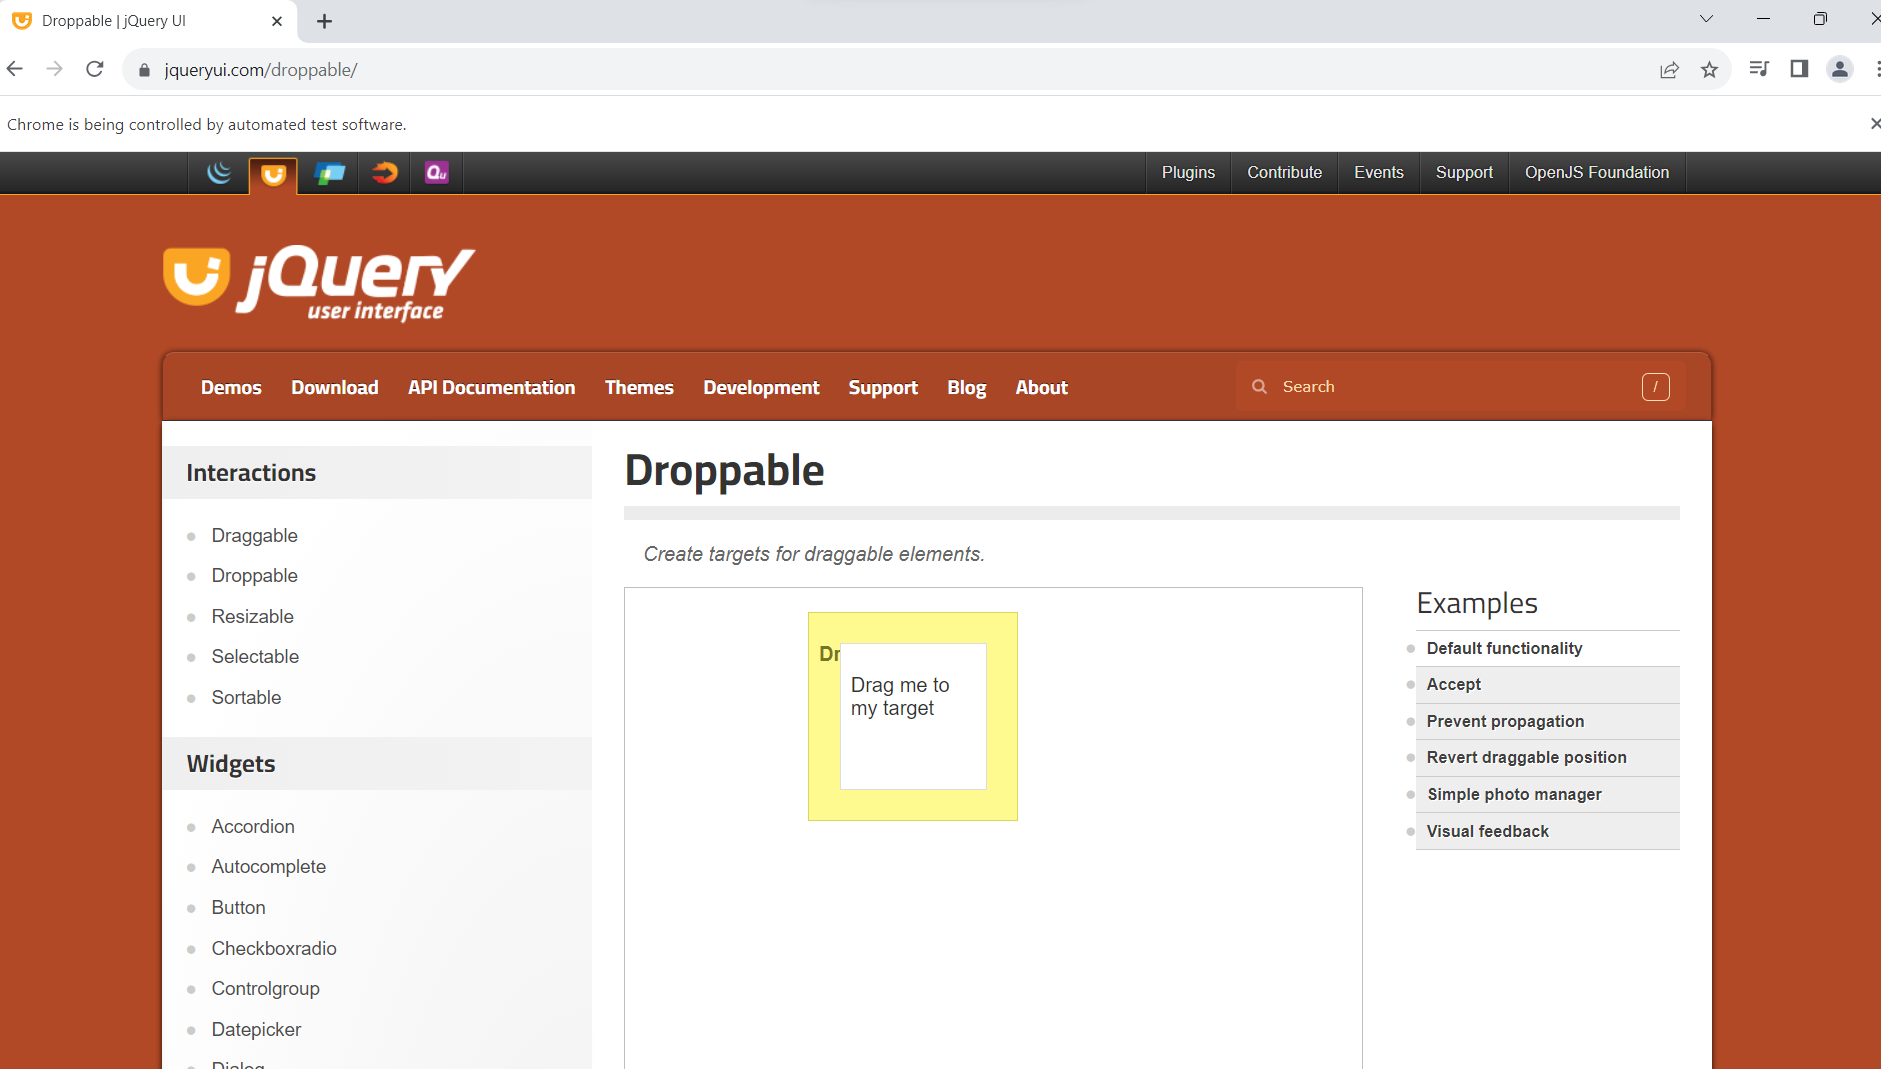 Droppable | jQuery UI
jqueryui.com/droppable/
Chrome is being controlled by automated test software.
Qu
Plugins Contribute Events Support OpenJS Foundation
jQuery
user interface
Demos Download API Documentation Themes Development Support Blog About Search /
Interactions
Draggable
Droppable
Resizable
Selectable
Sortable
Widgets
Accordion
Autocomplete
Button
Checkboxradio
Controlgroup
Datepicker
Dialog
Droppable
Create targets for draggable elements.
Dr
Drag me to
my target
Examples
Default functionality
Accept
Prevent propagation
Revert draggable position
Simple photo manager
Visual feedback